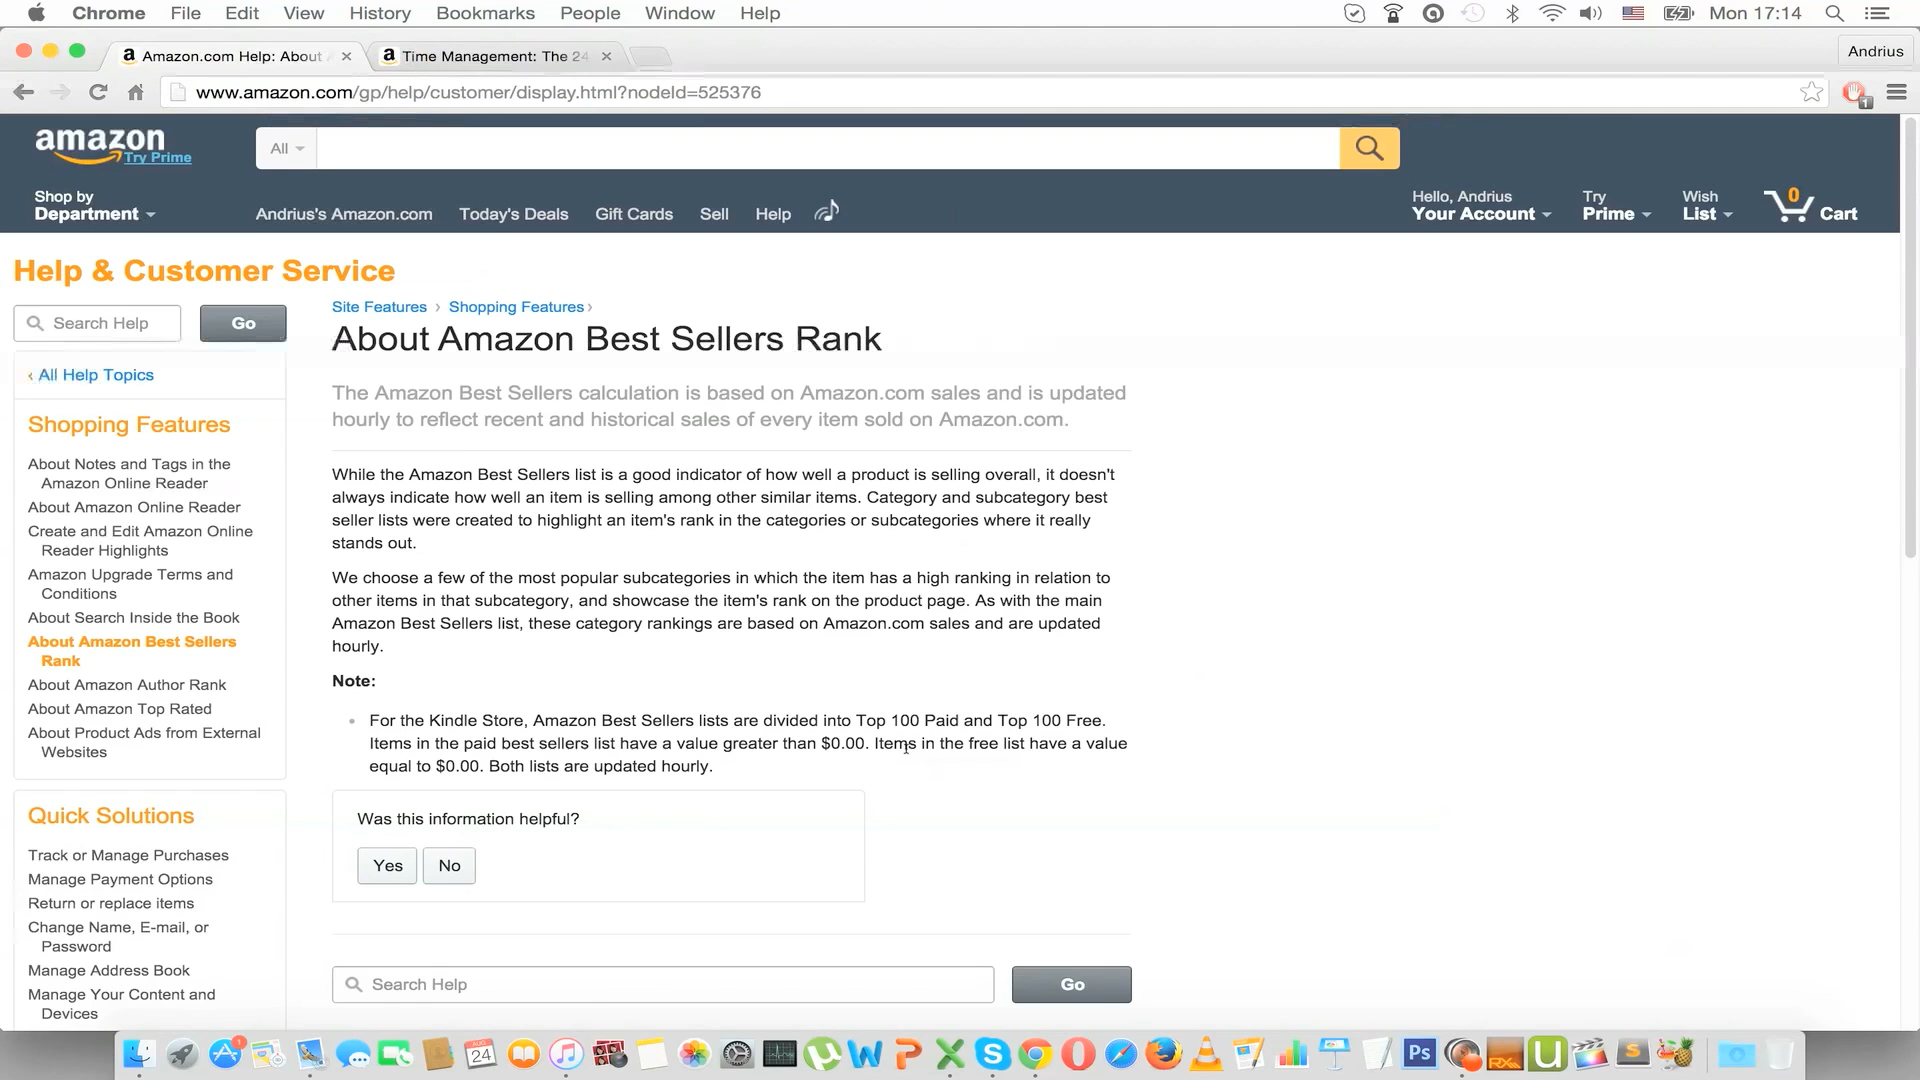 Chrome File Edit View History Bookmarks People Window Help Mon 17:14
Amazon.com Help: About Time Management: The 24 Andrius
www.amazon.com/gp/help/customer/display.html?nodeId=525376
amazon
Try Prime
All
Shop by Department
Andrius's Amazon.com Today's Deals Gift Cards Sell Help
Hello, Andrius Your Account
Try Prime
Wish List
0 Cart
Help & Customer Service
Search Help Go
‹ All Help Topics
Shopping Features
About Notes and Tags in the
Amazon Online Reader
About Amazon Online Reader
Create and Edit Amazon Online
Reader Highlights
Amazon Upgrade Terms and
Conditions
About Search Inside the Book
About Amazon Best Sellers
Rank
About Amazon Author Rank
About Amazon Top Rated
About Product Ads from External
Websites
Quick Solutions
Track or Manage Purchases
Manage Payment Options
Return or replace items
Change Name, E-mail, or
Password
Manage Address Book
Manage Your Content and
Devices
Site Features › Shopping Features ›
About Amazon Best Sellers Rank
The Amazon Best Sellers calculation is based on Amazon.com sales and is updated
hourly to reflect recent and historical sales of every item sold on Amazon.com.
While the Amazon Best Sellers list is a good indicator of how well a product is selling overall, it doesn't
always indicate how well an item is selling among other similar items. Category and subcategory best
seller lists were created to highlight an item's rank in the categories or subcategories where it really
stands out.
We choose a few of the most popular subcategories in which the item has a high ranking in relation to
other items in that subcategory, and showcase the item's rank on the product page. As with the main
Amazon Best Sellers list, these category rankings are based on Amazon.com sales and are updated
hourly.
Note:
• For the Kindle Store, Amazon Best Sellers lists are divided into Top 100 Paid and Top 100 Free.
Items in the paid best sellers list have a value greater than $0.00. Items in the free list have a value
equal to $0.00. Both lists are updated hourly.
Was this information helpful?
Yes No
Search Help Go
AUG 24
Ps
RX